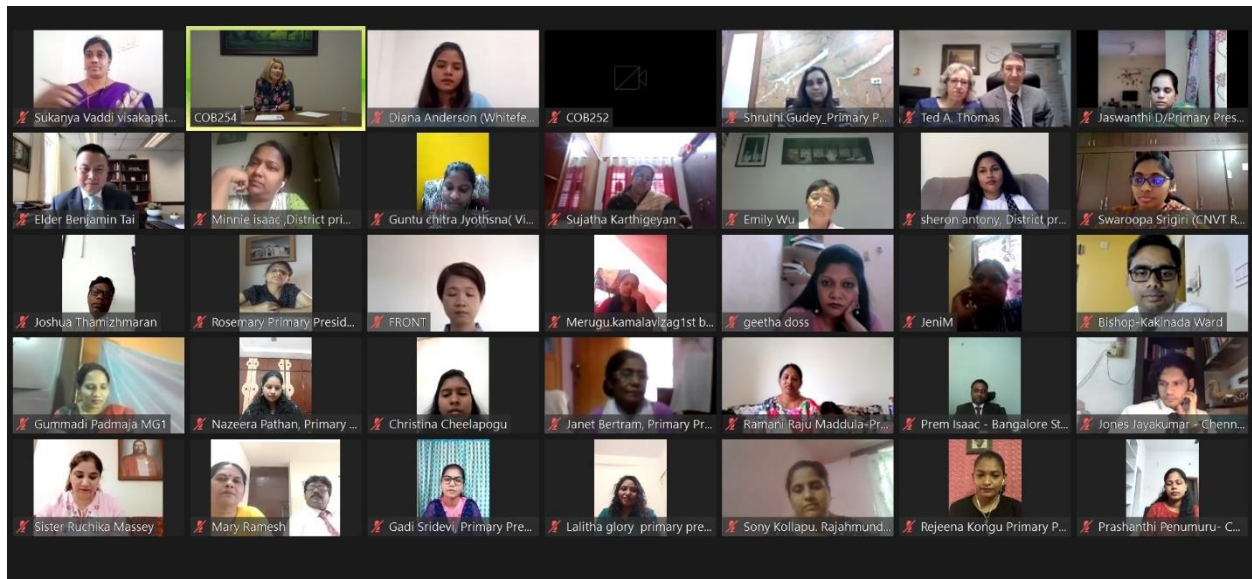 Sukanya Vaddi visakapat...
COB254
Diana Anderson (Whitefe...
COB252
Shruthi Gudey_Primary P...
Ted A. Thomas
Jaswanthi D/Primary Pres...
Elder Benjamin Tai
Minnie isaac ,District pri...
Guntu chitra Jyothsna( Vi...
Sujatha Karthigeyan
Emily Wu
sheron antony, District pr...
Swaroopa Srigiri (CNVT R...
Joshua Thamizhmaran
Rosemary Primary Presid...
FRONT
Merugu.kamalavizag1st b...
geetha doss
JeniM
Bishop-Kakinada Ward
Gummadi Padmaja MG1
Nazeera Pathan, Primary ...
Christina Cheelapogu
Janet Bertram, Primary Pr...
Ramani Raju Maddula-Pr...
Prem Isaac - Bangalore St...
Jones Jayakumar - Chenn...
Sister Ruchika Massey
Mary Ramesh
Gadi Sridevi, Primary Pre...
Lalitha glory primary pre...
Sony Kollapu. Rajahmund...
Rejeena Kongu Primary P...
Prashanthi Penumuru- C...